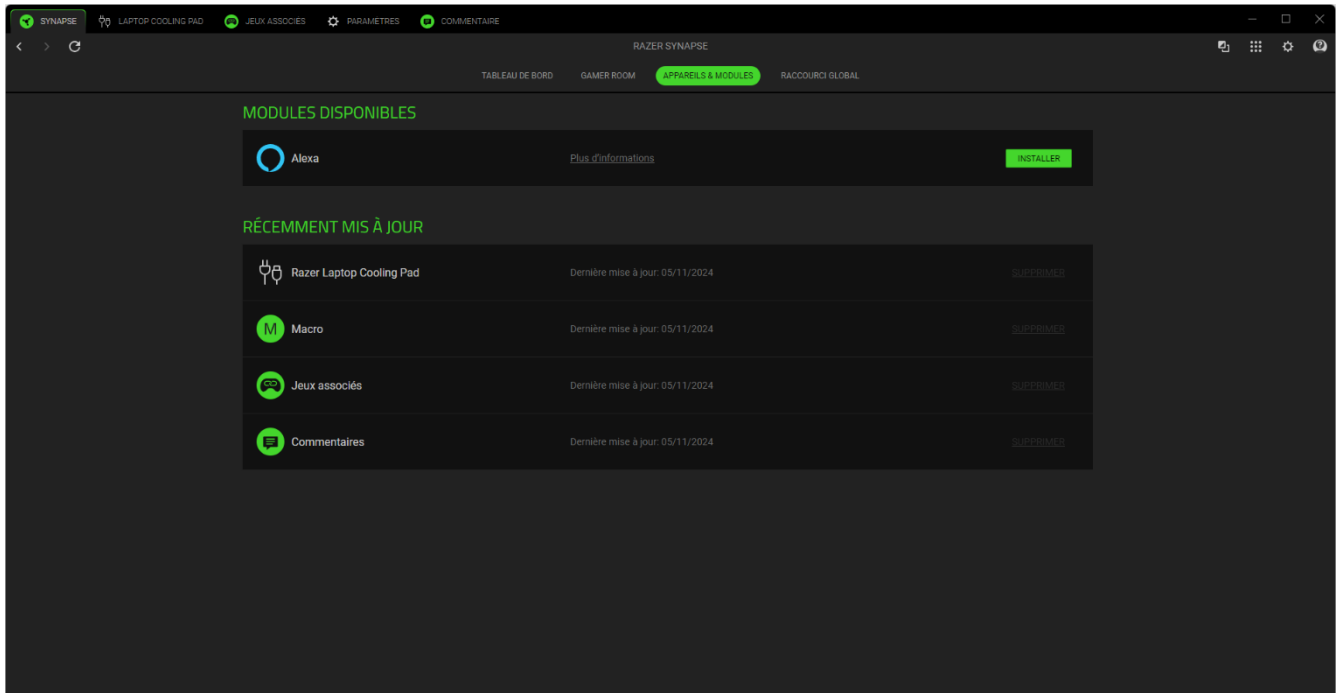 SYNAPSE LAPTOP COOLING PAD JEUX ASSOCIES PARAMETRES COMMENTAIRE
RAZER SYNAPSE
TABLEAU DE BORD GAMER ROOM APPAREILS & MODULES RACCOURCI GLOBAL
MODULES DISPONIBLES
Alexa Plus d'informations INSTALLER
RÉCEMMENT MIS À JOUR
Razer Laptop Cooling Pad Dernière mise à jour: 05/11/2024 SUPPRIMER
M Macro Dernière mise à jour: 05/11/2024 SUPPRIMER
Jeux associés Dernière mise à jour: 05/11/2024 SUPPRIMER
Commentaires Dernière mise à jour: 05/11/2024 SUPPRIMER